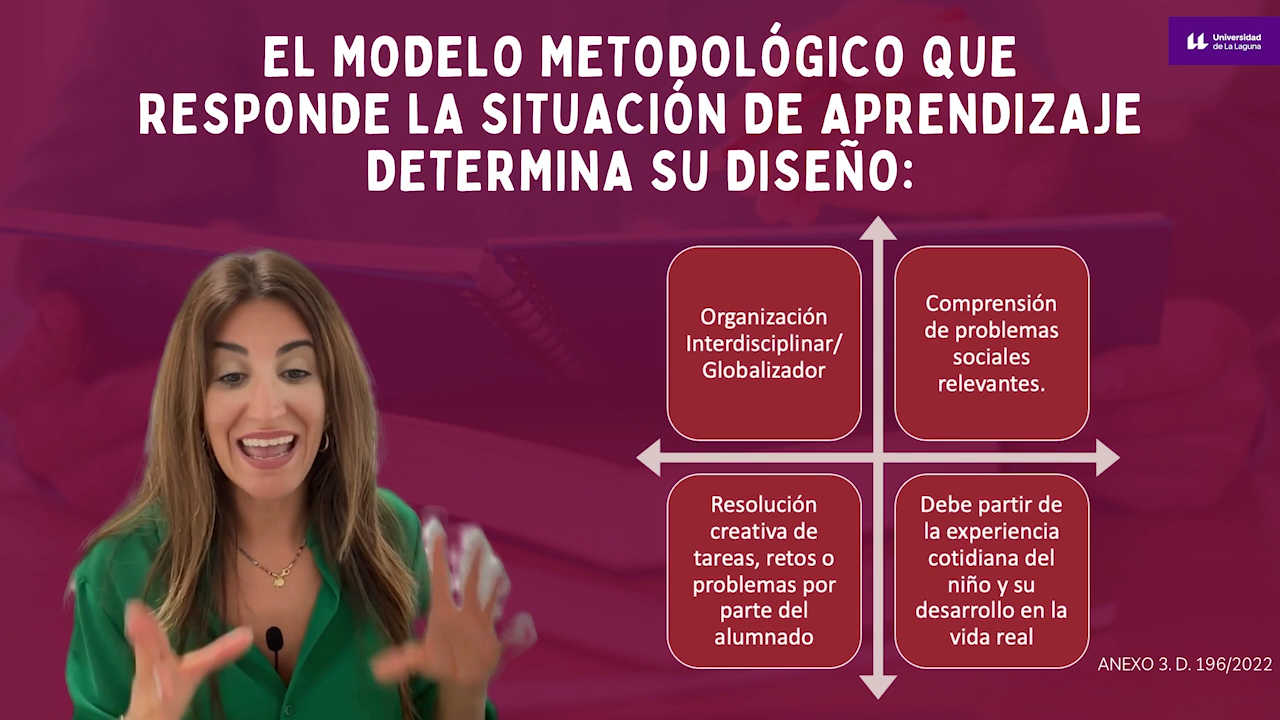 EL MODELO METODOLÓGICO QUE
RESPONDE LA SITUACIÓN DE APRENDIZAJE
DETERMINA SU DISEÑO:
Universidad
de La Laguna
Organización
Interdisciplinar/
Globalizador
Comprensión
de problemas
sociales
relevantes.
Resolución
creativa de
tareas, retos o
problemas por
parte del
alumnado
Debe partir de
la experiencia
cotidiana del
niño y su
desarrollo en la
vida real
ANEXO 3. D. 196/2022